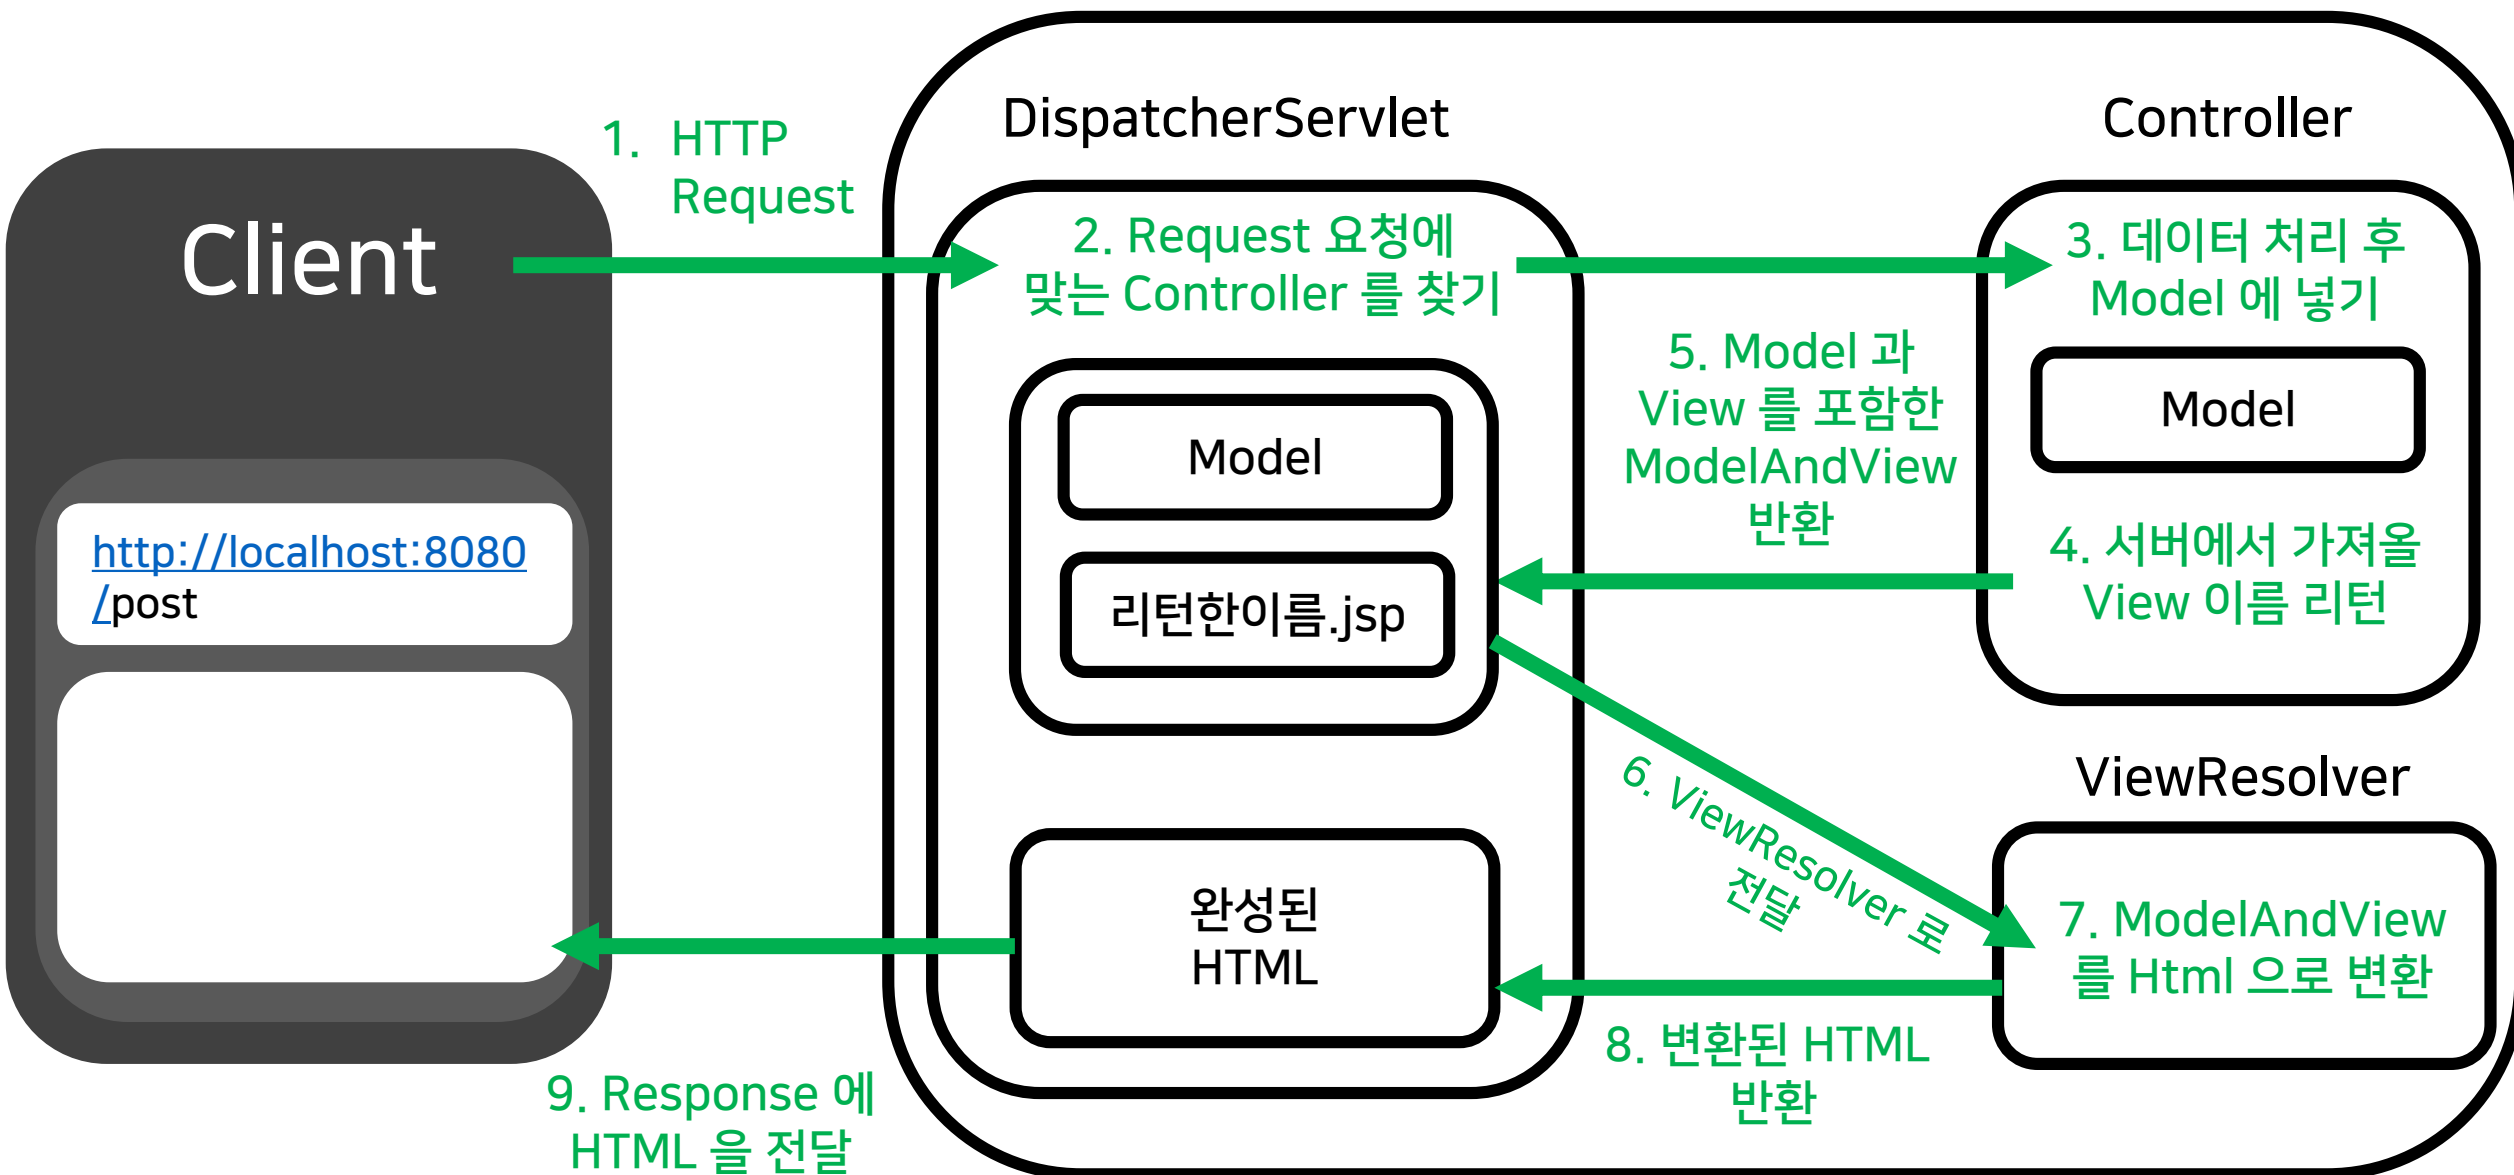 Client
http://localhost:8080
/post
1. HTTP
Request
DispatcherServlet
2. Request 요청에
맞는 Controller 를 찾기
Model
리턴한이름.jsp
완성된
HTML
Controller
3. 데이터 처리 후
Model 에 넣기
Model
4. 서버에서 가져올
View 이름 리턴
5. Model 과
View 를 포함한
ModelAndView
반환
6. ViewResolver 로
전달
ViewResolver
7. ModelAndView
를 Html 으로 변환
8. 변환된 HTML
반환
9. Response 에
HTML 을 전달